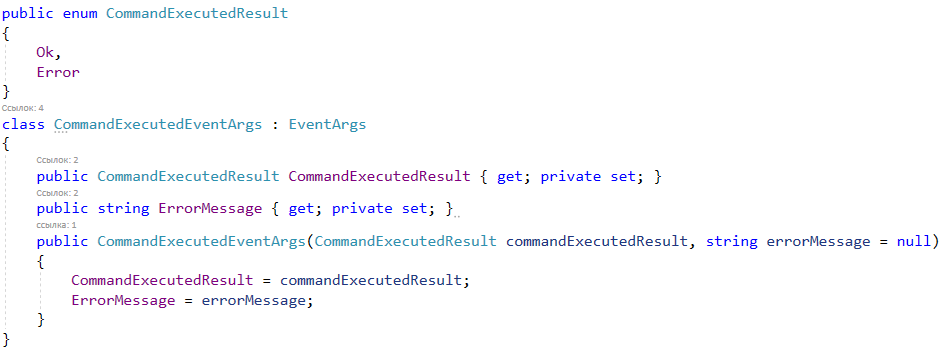 public enum CommandExecutedResult
{
    Ok,
    Error
}
Ссылок: 4
class CommandExecutedEventArgs : EventArgs
{
    Ссылок: 2
    public CommandExecutedResult CommandExecutedResult { get; private set; }
    Ссылок: 2
    public string ErrorMessage { get; private set; }
    ссылка: 1
    public CommandExecutedEventArgs(CommandExecutedResult commandExecutedResult, string errorMessage = null)
    {
        CommandExecutedResult = commandExecutedResult;
        ErrorMessage = errorMessage;
    }
}